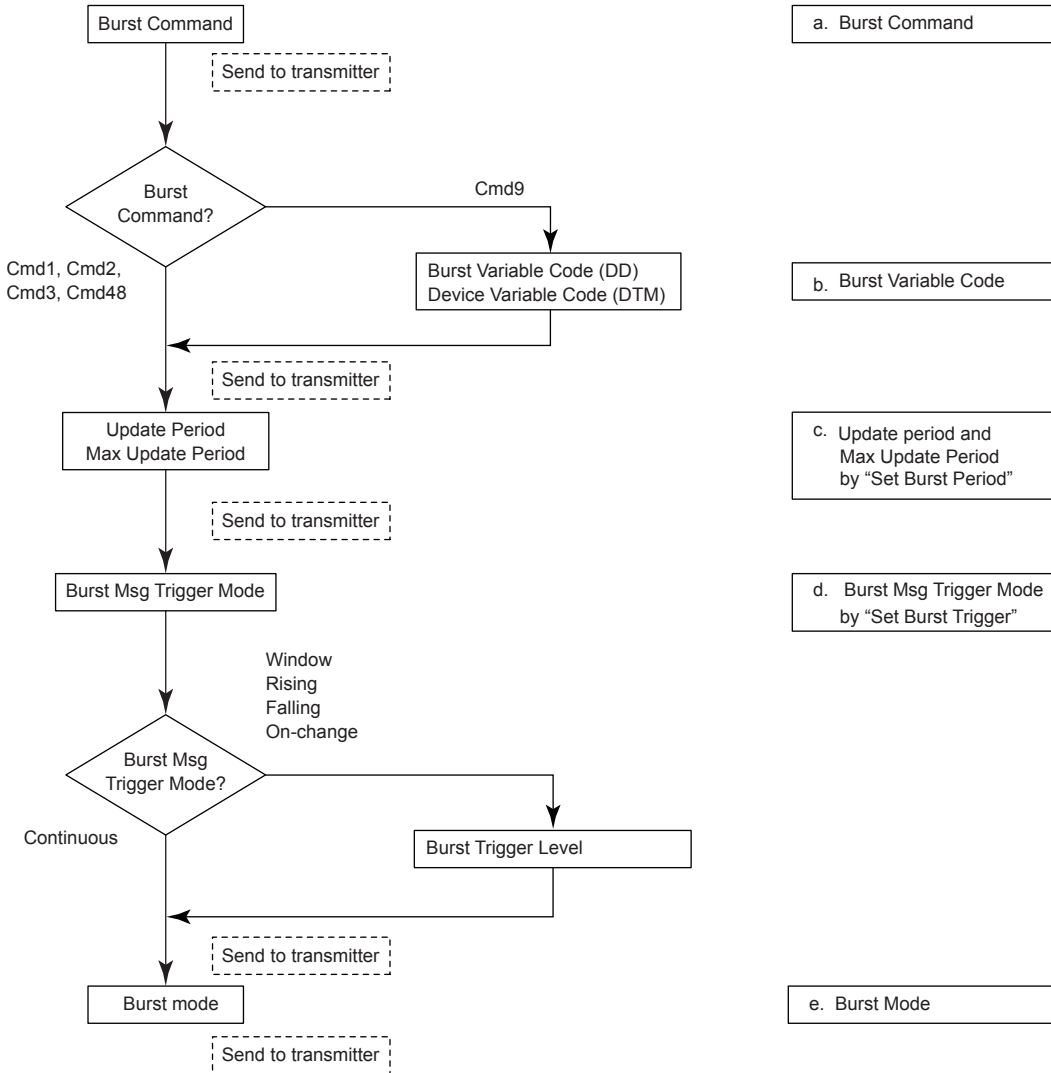 Burst Command
a. Burst Command
Send to transmitter
Burst
Command?
Cmd9
Cmd1, Cmd2,
Cmd3, Cmd48
Burst Variable Code (DD)
Device Variable Code (DTM)
b. Burst Variable Code
Send to transmitter
Update Period
Max Update Period
c. Update period and
Max Update Period
by “Set Burst Period”
Send to transmitter
Burst Msg Trigger Mode
d. Burst Msg Trigger Mode
by “Set Burst Trigger”
Window
Rising
Falling
On-change
Burst Msg
Trigger Mode?
Continuous
Burst Trigger Level
Send to transmitter
Burst mode
e. Burst Mode
Send to transmitter